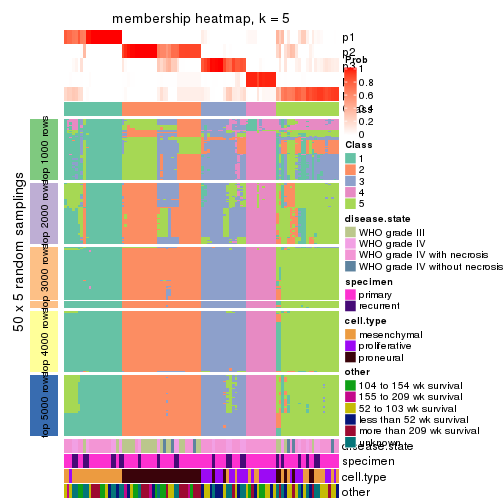 membership heatmap, k = 5
p1
p2
p3
Prob
1
0.8
0.6
0.4
0.2
0
Class
1
2
3
4
5
disease.state
WHO grade III
WHO grade IV
WHO grade IV with necrosis
WHO grade IV without necrosis
specimen
primary
recurrent
cell.type
mesenchymal
proliferative
proneural
other
104 to 154 wk survival
155 to 209 wk survival
52 to 103 wk survival
less than 52 wk survival
more than 209 wk survival
unknown
disease.state
specimen
cell.type
other
50 x 5 random samplings
top 1000 rows
top 2000 rows
top 3000 rows
top 4000 rows
top 5000 rows